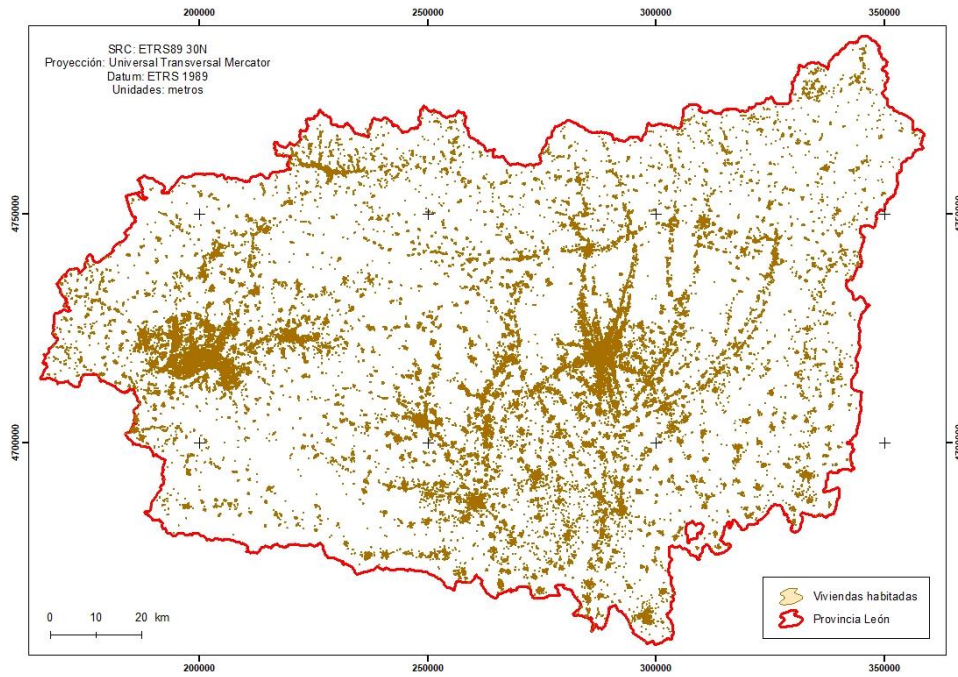 200000 250000 300000 350000
SRC: ETRS89 30N
Proyección: Universal Transversal Mercator
Datum: ETRS 1989
Unidades: metros
4750000 4750000
4700000 4700000
Viviendas habitadas
Provincia León
0 10 20 km
200000 250000 300000 350000